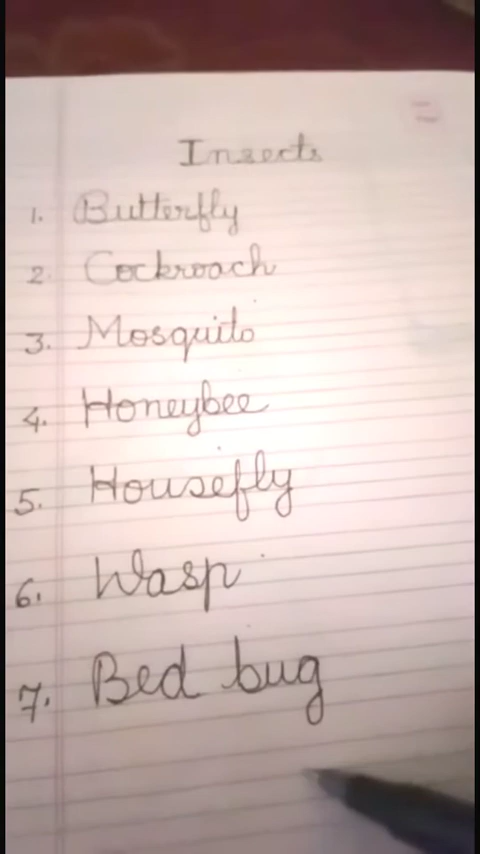 Insects
1. Butterfly
2. Cockroach
3. Mosquito
4. Honeybee
5. Housefly
6. Wasp
7. Bed bug